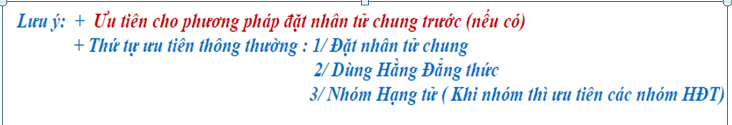 Lưu ý: + Ưu tiên cho phương pháp đặt nhân tử chung trước (nếu có)
+ Thứ tự ưu tiên thông thường : 1/ Đặt nhân tử chung
2/ Dùng Hằng Đẳng thức
3/ Nhóm Hạng tử ( Khi nhóm thì ưu tiên các nhóm HĐT)